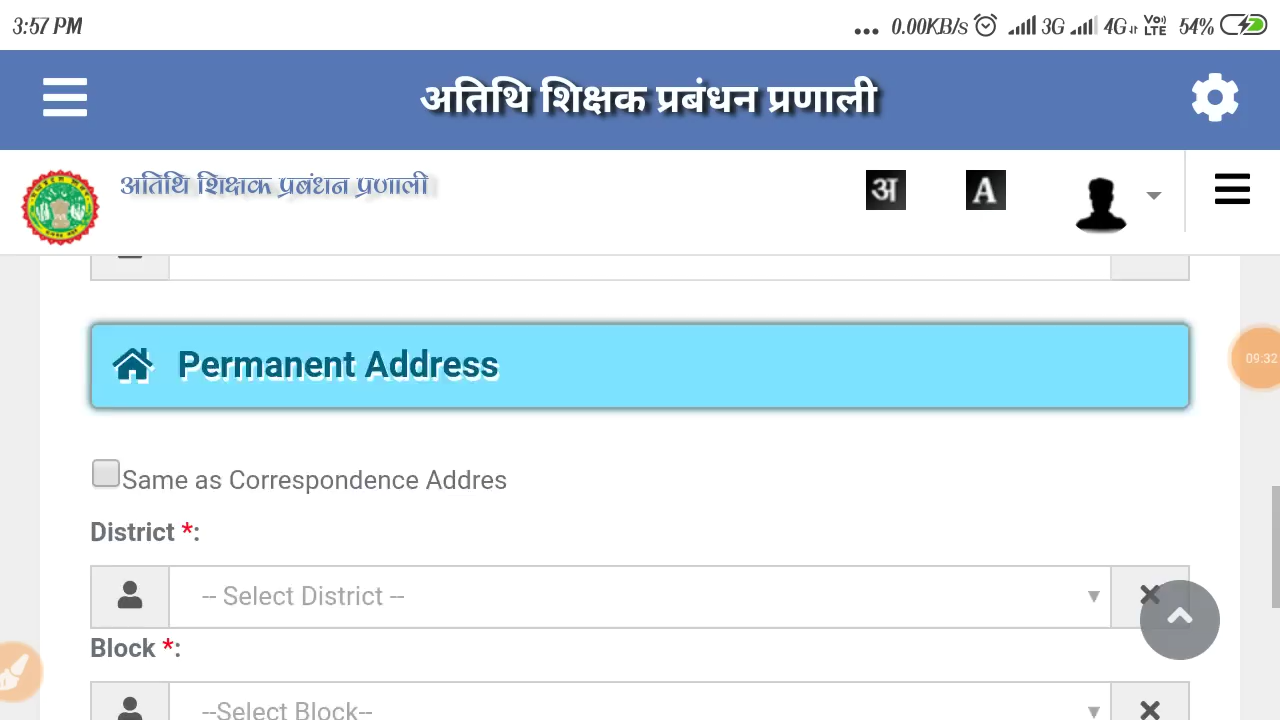 3:57 PM
... 0.00KB/s 3G 4G VoLTE 54%
अतिथि शिक्षक प्रबंधन प्रणाली
अतिथि शिक्षक प्रबंधन प्रणाली
अ A
Permanent Address
09:32
Same as Correspondence Addres
District *:
-- Select District --
Block *:
--Select Block--